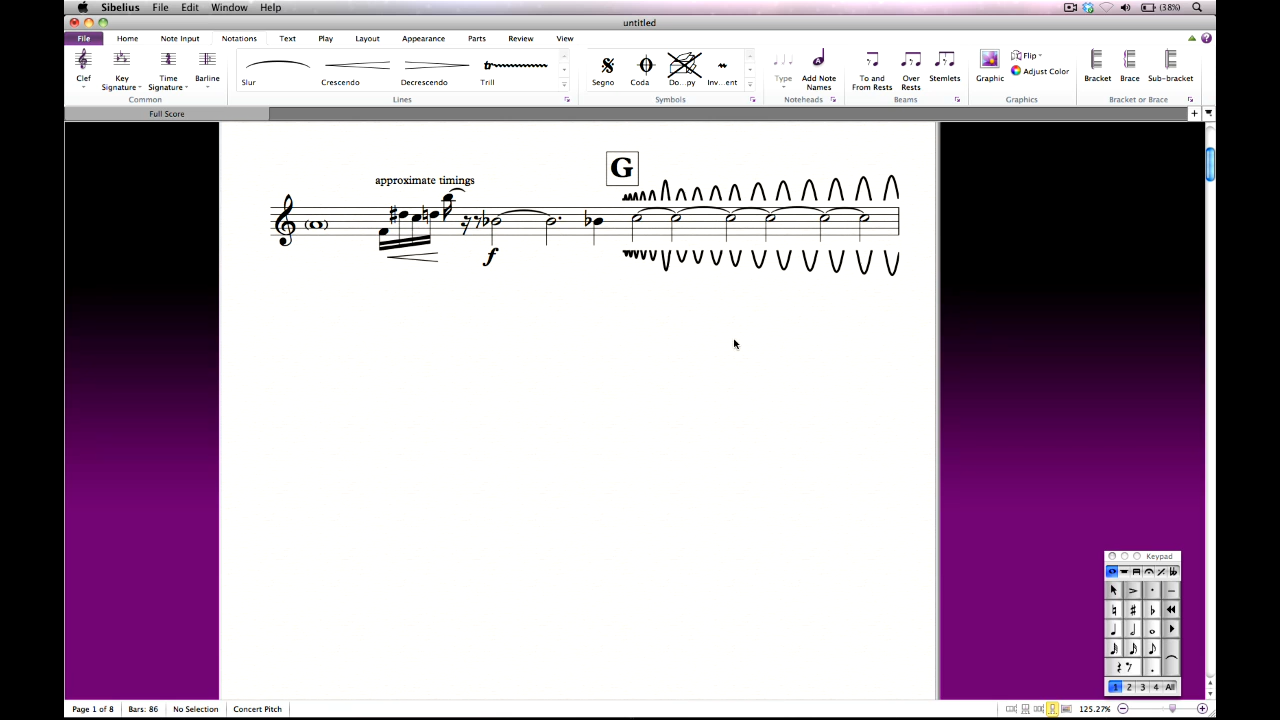 Sibelius File Edit Window Help (38%)
untitled
File Home Note Input Notations Text Play Layout Appearance Parts Review View
Clef Key Signature Time Signature Barline
Common
Slur Crescendo Decrescendo Trill
Lines
Segno Coda Do...py Inv...ent
Symbols
Type Add Note Names
Noteheads
To and From Rests Over Rests Stemlets
Beams
Graphic Flip Adjust Color
Graphics
Bracket Brace Sub-bracket
Bracket or Brace
Full Score
G
approximate timings
f
Keypad
1 2 3 4 All
Page 1 of 8 Bars: 86 No Selection Concert Pitch 125.27%